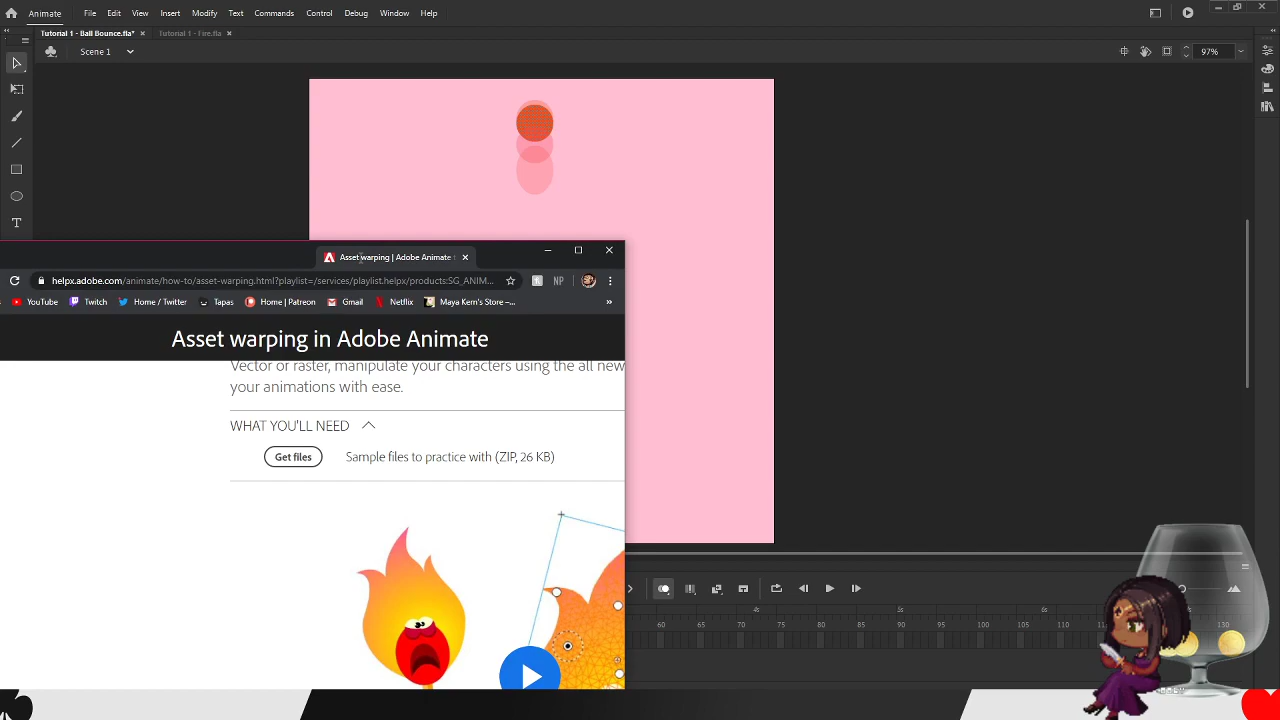 Animate File Edit View Insert Modify Text Commands Control Debug Window Help
Tutorial 1 - Ball Bounce.fla* Tutorial 1 - Fire.fla
Scene 1 97%
T
Asset warping | Adobe Animate
helpx.adobe.com/animate/how-to/asset-warping.html?playlist=/services/playlist.helpx/products:SG_ANIM... NP
YouTube Twitch Home / Twitter Tapas Home | Patreon Gmail Netflix Maya Kern's Store –... »
Asset warping in Adobe Animate
Vector or raster, manipulate your characters using the all new
your animations with ease.
WHAT YOU'LL NEED
Get files Sample files to practice with (ZIP, 26 KB)
4s 5s 6s
60 65 70 75 80 85 90 95 100 105 110 115 130